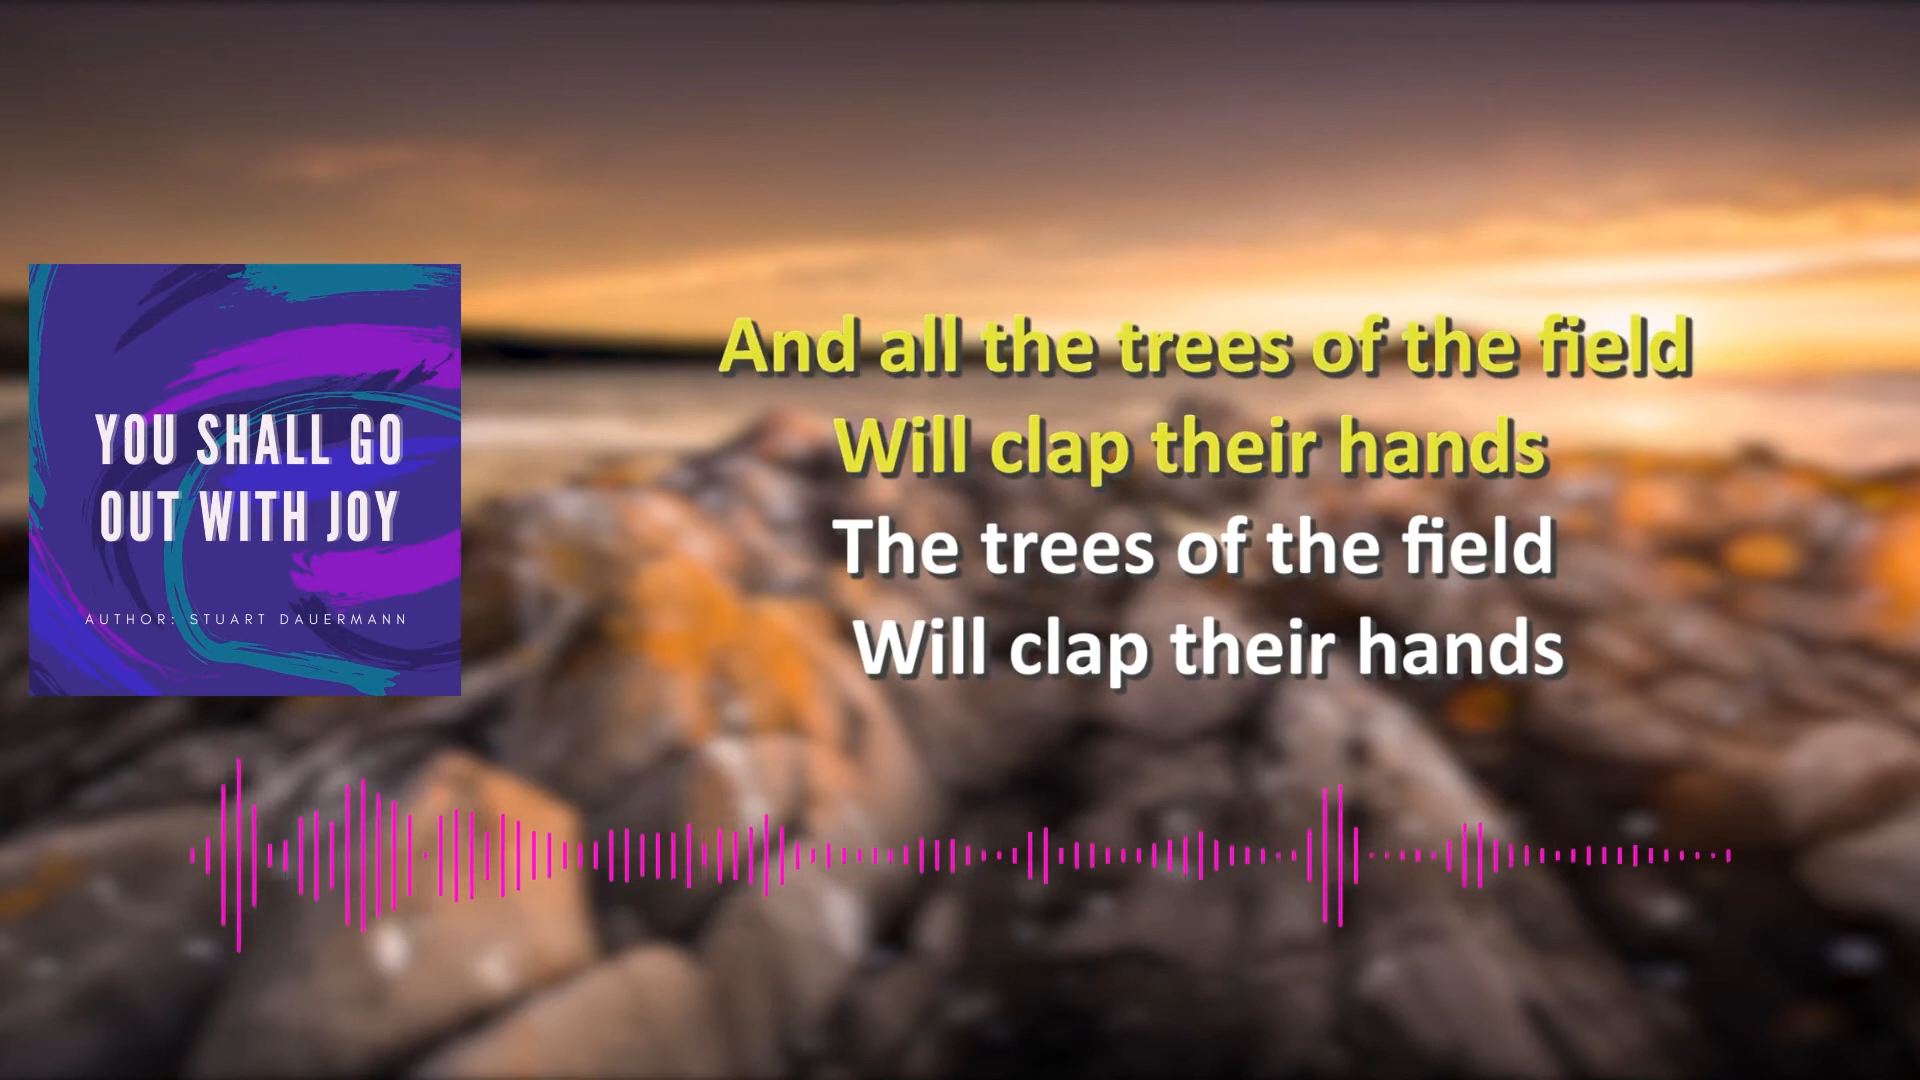 YOU SHALL GO
OUT WITH JOY
AUTHOR: STUART DAUERMANN
And all the trees of the field
Will clap their hands
The trees of the field
Will clap their hands